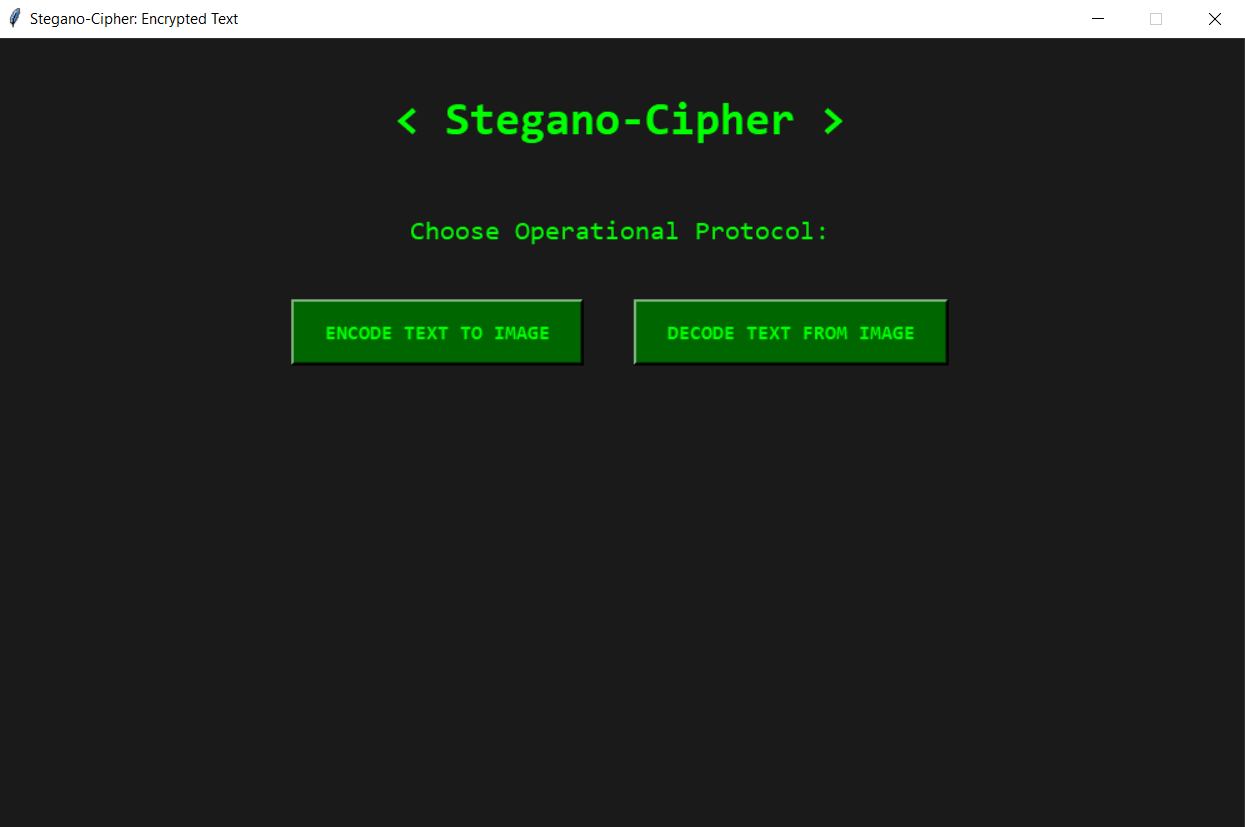 Stegano-Cipher: Encrypted Text
< Stegano-Cipher >
Choose Operational Protocol:
ENCODE TEXT TO IMAGE
DECODE TEXT FROM IMAGE